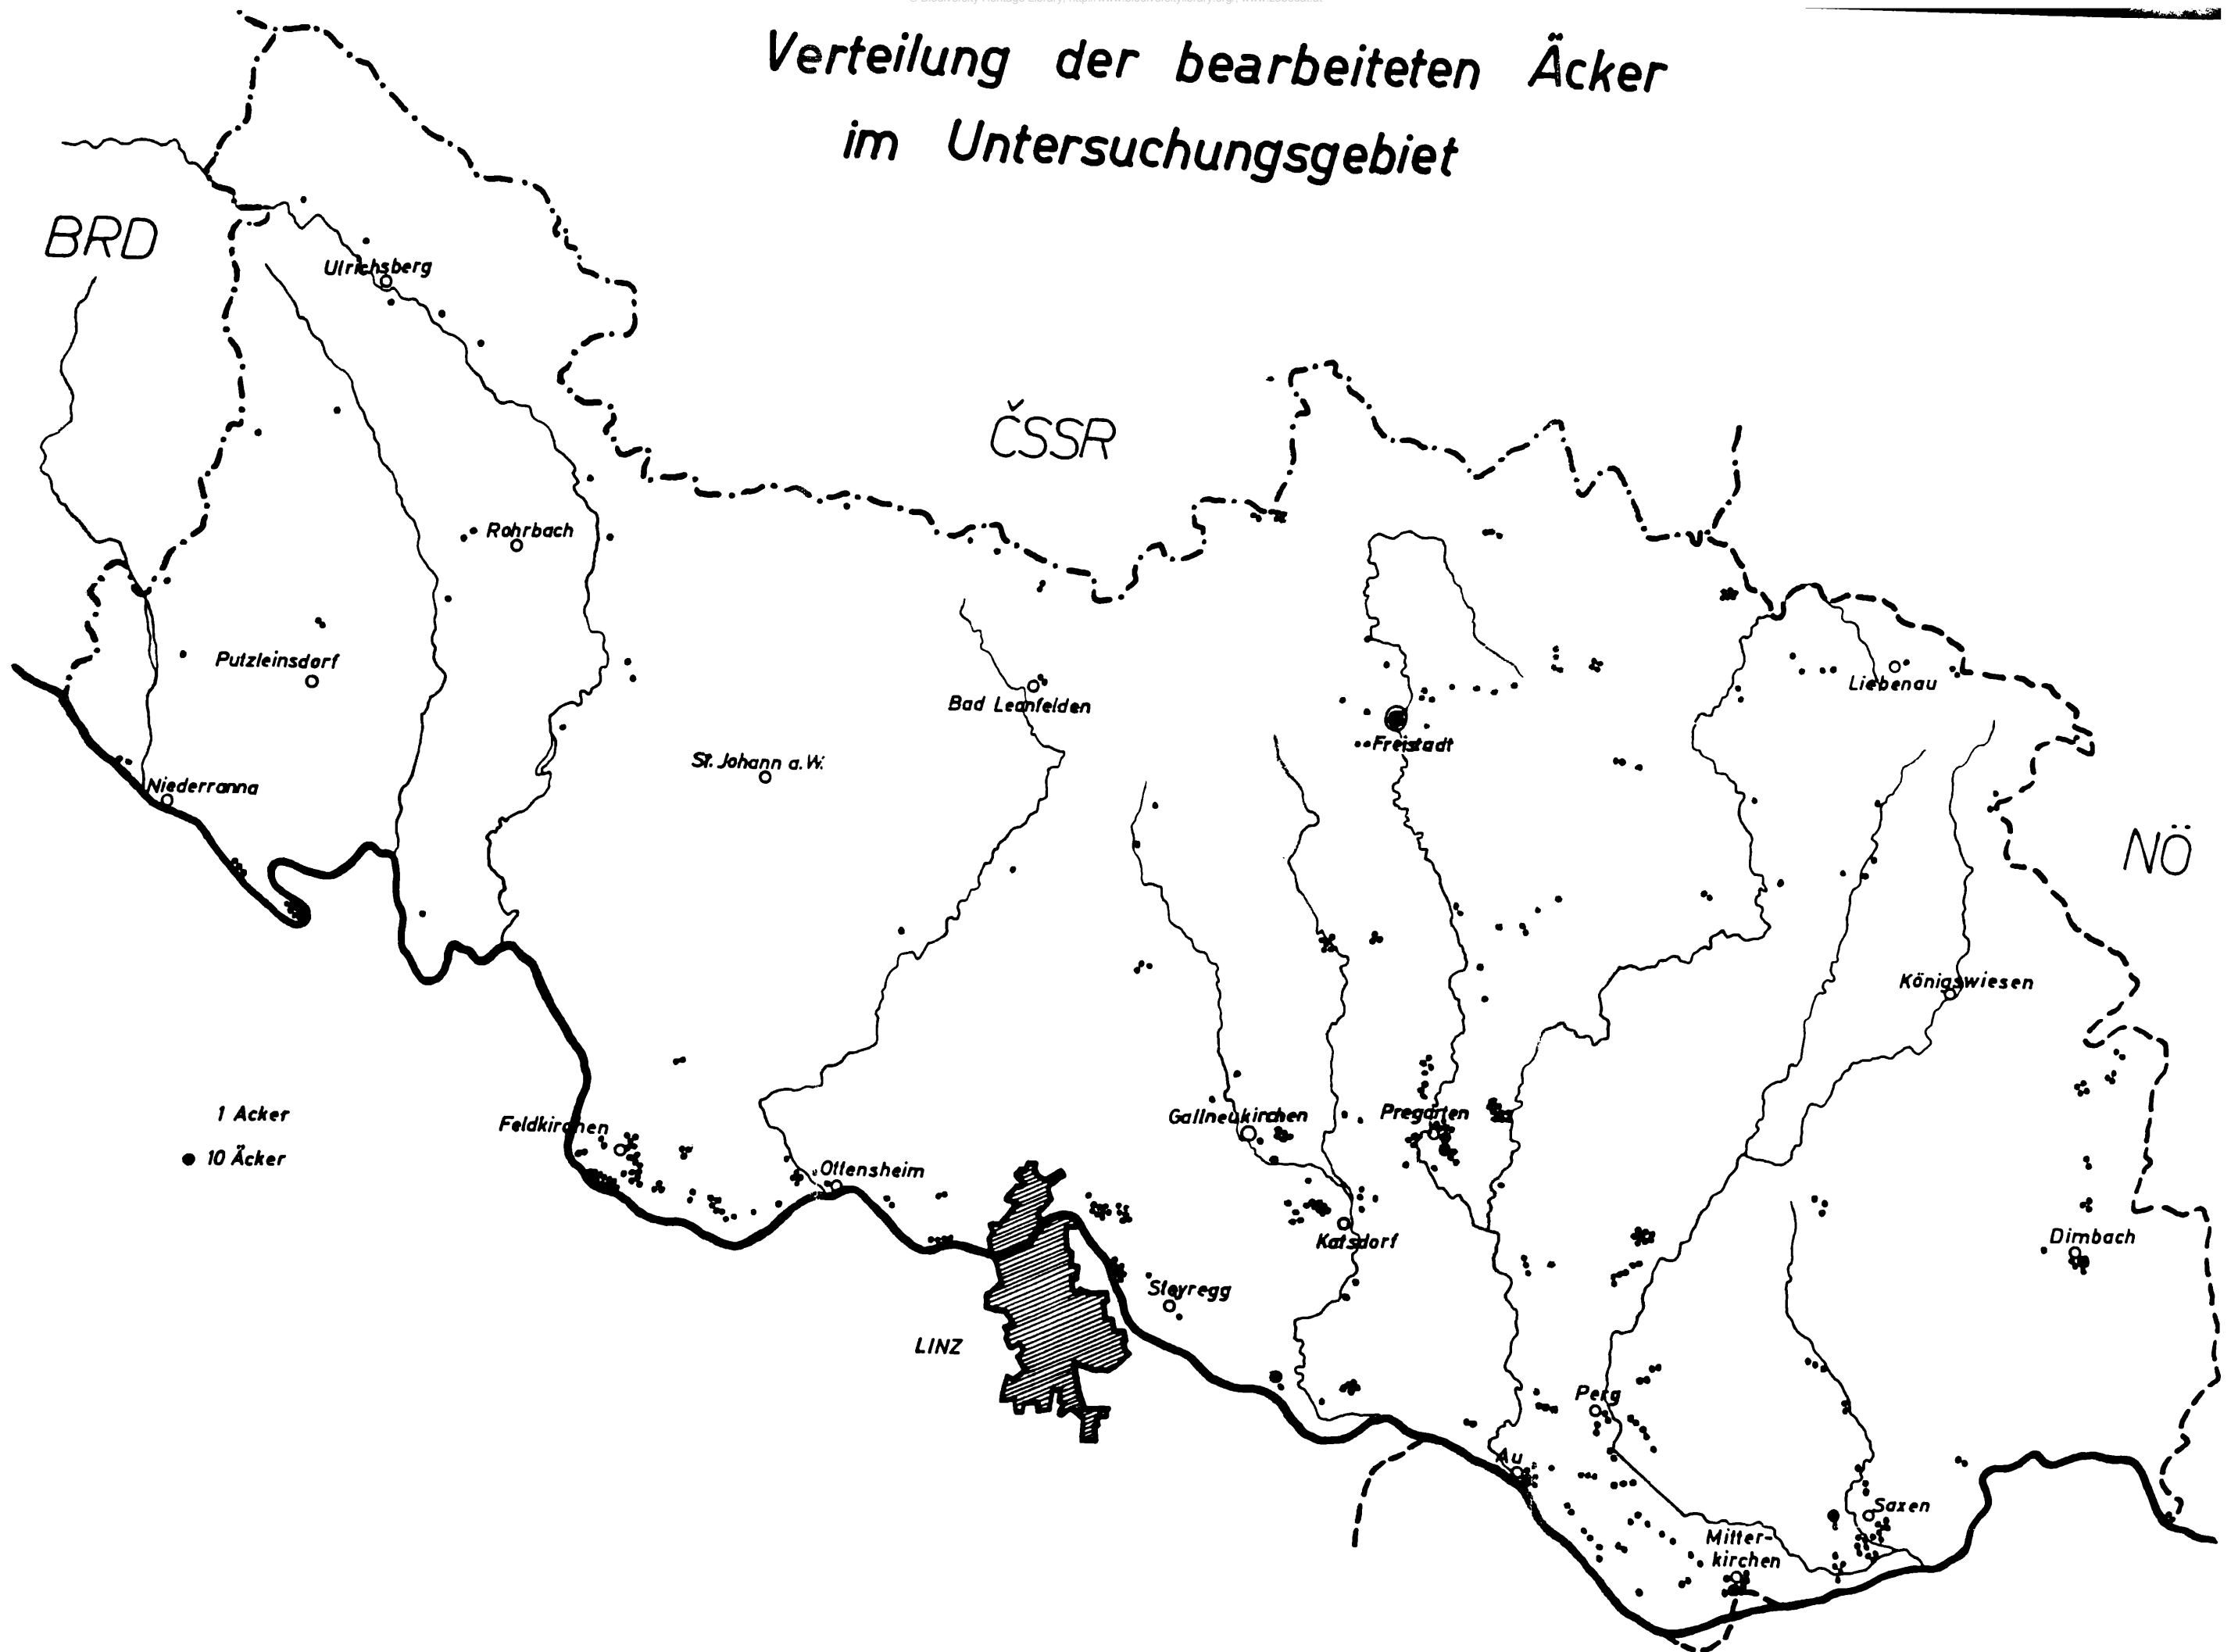 Verteilung der bearbeiteten Äcker
im Untersuchungsgebiet
BRD
Ulrichsberg
ČSSR
Rohrbach
Putzleinsdorf
Liebenau
Bad Leonfelden
Freistadt
St. Johann a. W.
Niederranna
NÖ
Königswiesen
1 Acker
Gallneukirchen
Pregarten
Feldkirchen
10 Äcker
Ottensheim
Katsdorf
Dimbach
Steyregg
LINZ
Perg
Au
Saxen
Mitter-
kirchen